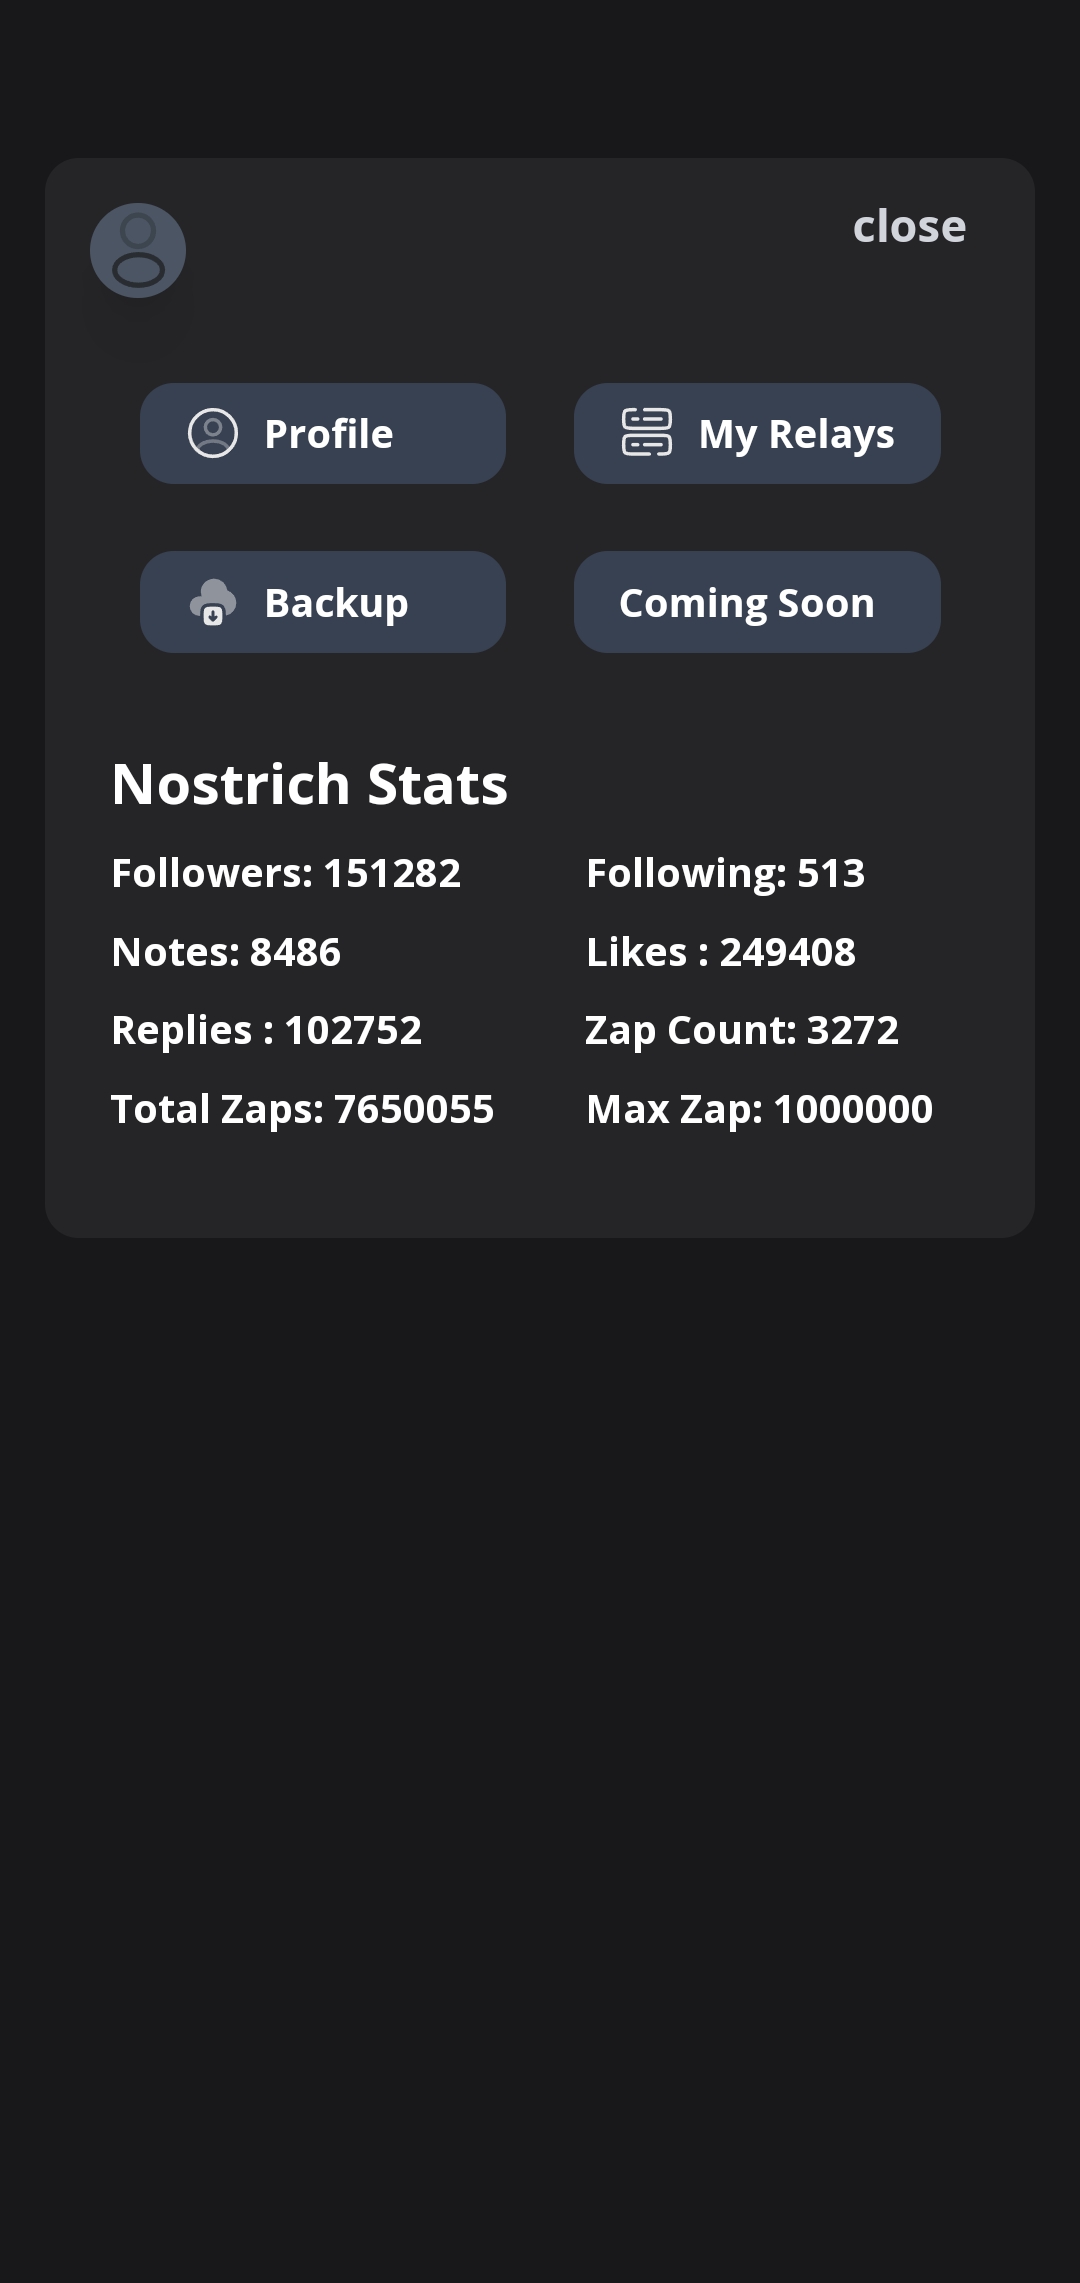 close
Profile
My Relays
Backup
Coming Soon
Nostrich Stats
Followers: 151282
Following: 513
Notes: 8486
Likes : 249408
Replies : 102752
Zap Count: 3272
Total Zaps: 7650055
Max Zap: 1000000